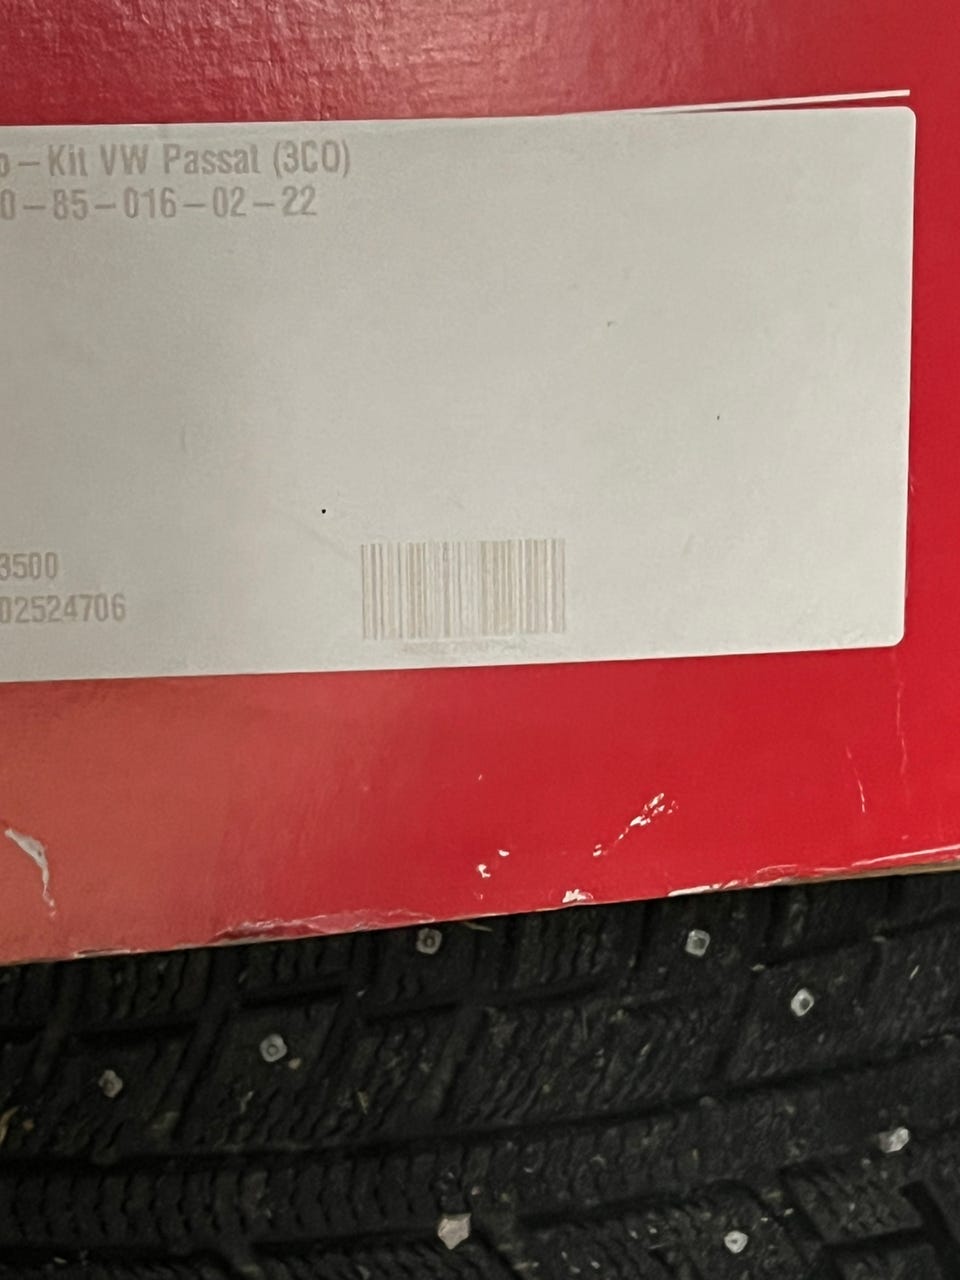 o – Kit VW Passat (3C0)
0 – 85 – 016 – 02 – 22
3500
02524706